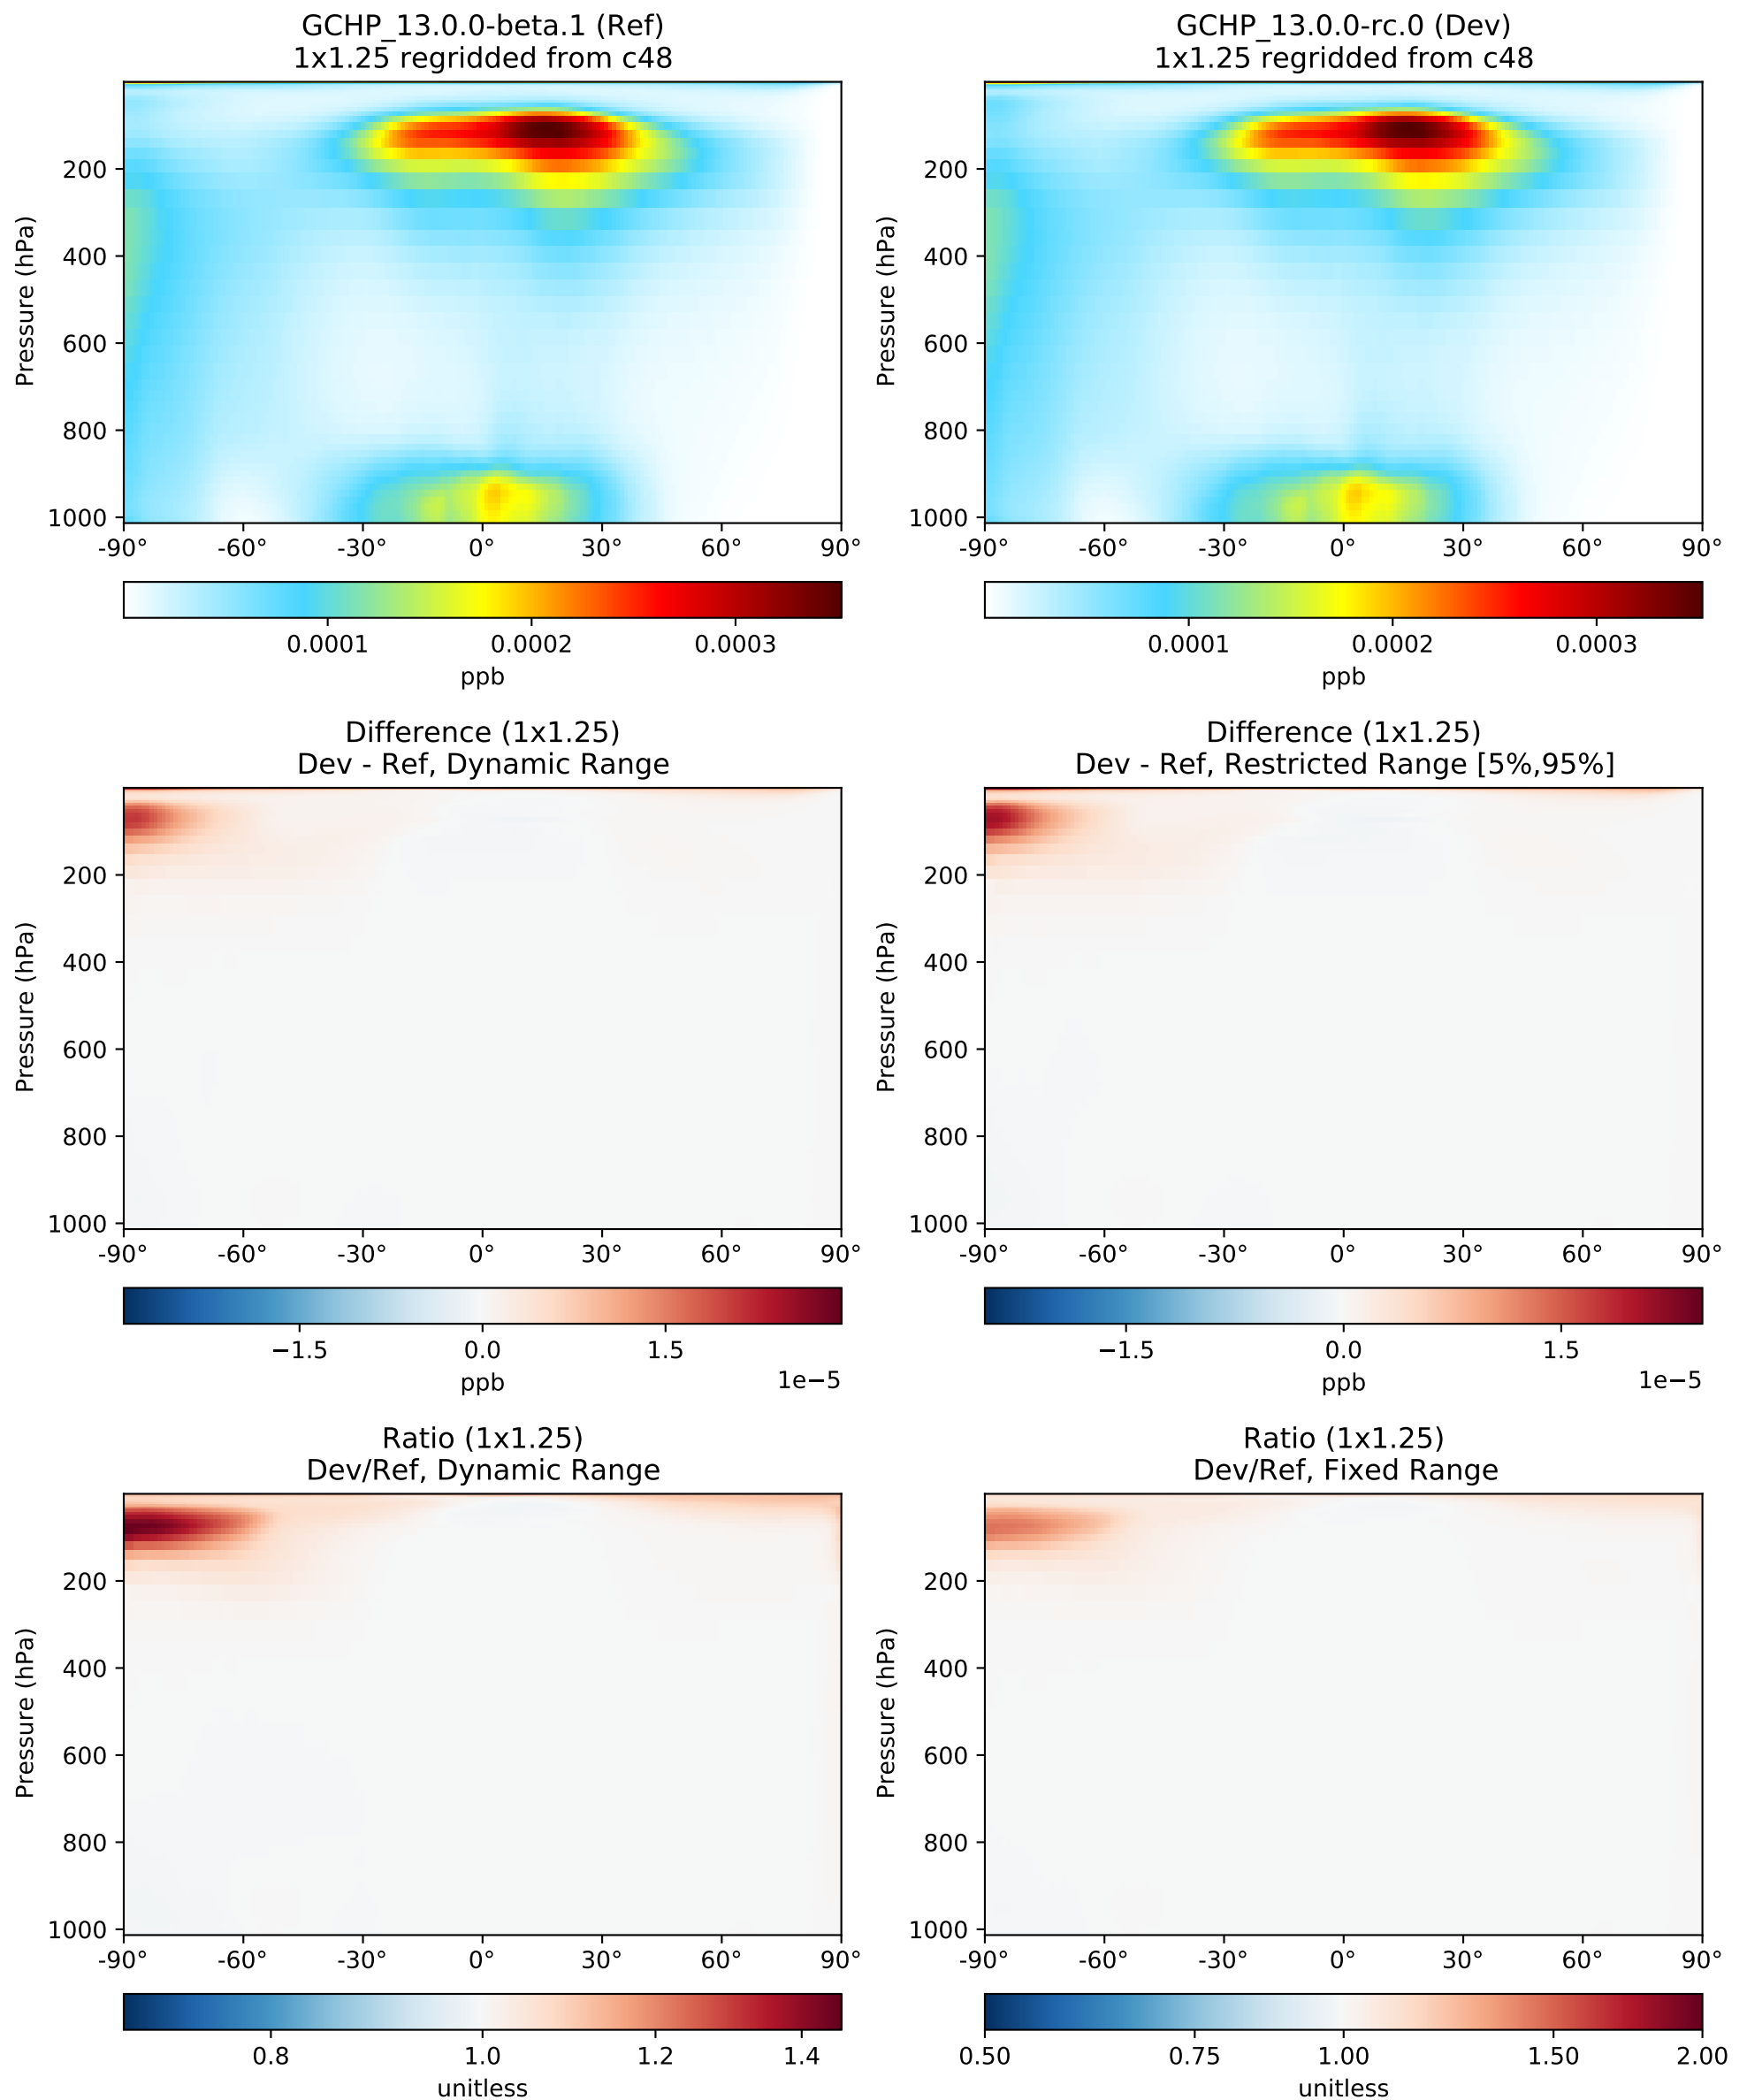 GCHP_13.0.0-beta.1 (Ref)
1x1.25 regridded from c48
Pressure (hPa)
200
400
600
800
1000
-90° -60° -30° 0° 30° 60° 90°
0.0001 0.0002 0.0003
ppb
GCHP_13.0.0-rc.0 (Dev)
1x1.25 regridded from c48
Pressure (hPa)
200
400
600
800
1000
-90° -60° -30° 0° 30° 60° 90°
0.0001 0.0002 0.0003
ppb
Difference (1x1.25)
Dev - Ref, Dynamic Range
Pressure (hPa)
200
400
600
800
1000
-90° -60° -30° 0° 30° 60° 90°
−1.5 0.0 1.5
ppb 1e−5
Difference (1x1.25)
Dev - Ref, Restricted Range [5%,95%]
Pressure (hPa)
200
400
600
800
1000
-90° -60° -30° 0° 30° 60° 90°
−1.5 0.0 1.5
ppb 1e−5
Ratio (1x1.25)
Dev/Ref, Dynamic Range
Pressure (hPa)
200
400
600
800
1000
-90° -60° -30° 0° 30° 60° 90°
0.8 1.0 1.2 1.4
unitless
Ratio (1x1.25)
Dev/Ref, Fixed Range
Pressure (hPa)
200
400
600
800
1000
-90° -60° -30° 0° 30° 60° 90°
0.50 0.75 1.00 1.50 2.00
unitless